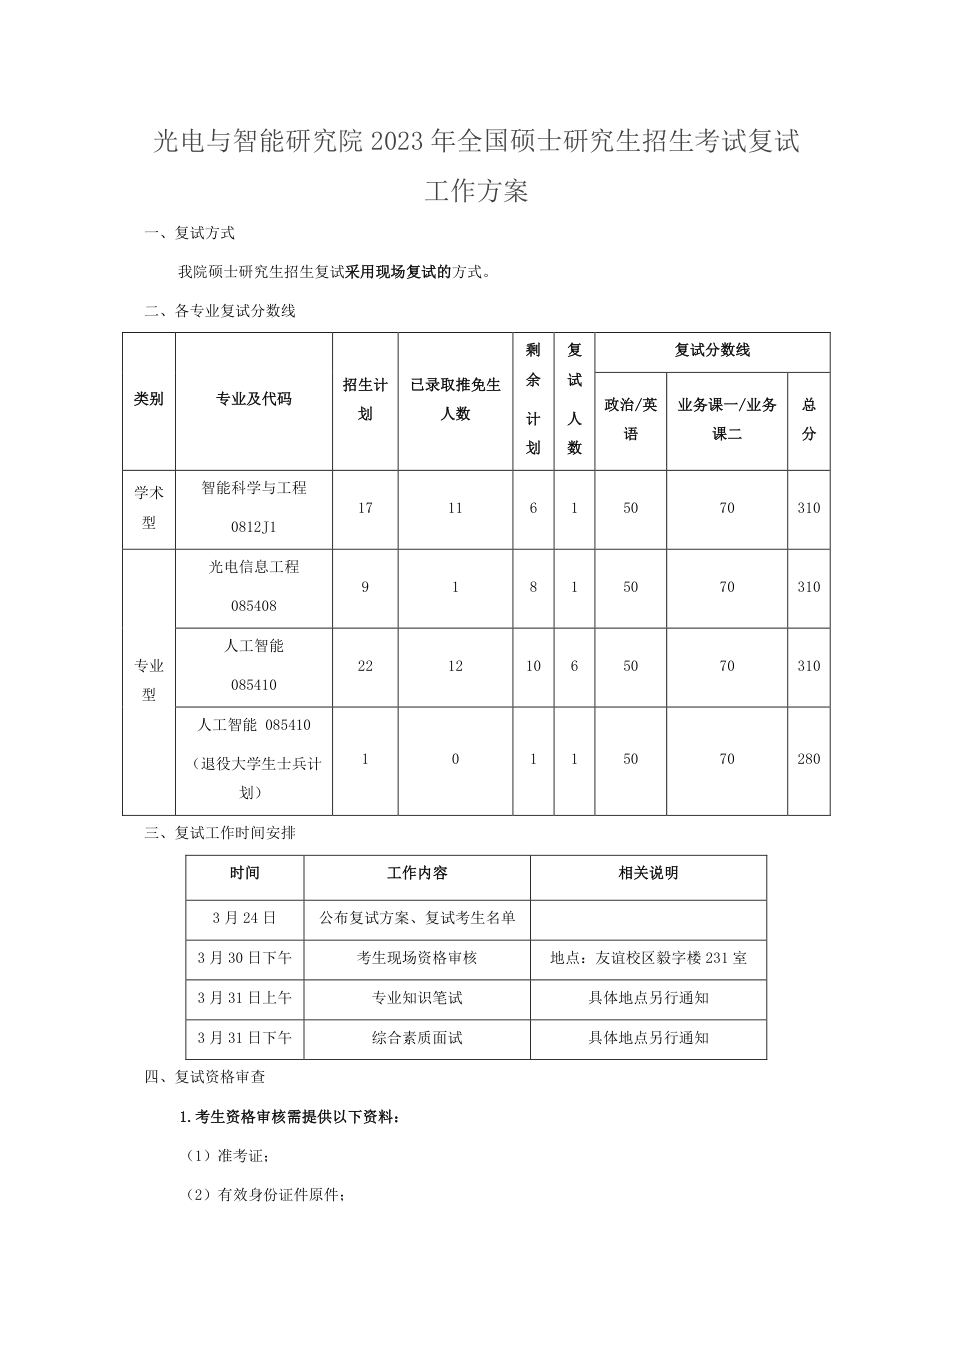 光电与智能研究院 2023 年全国硕士研究生招生考试复试
工作方案
一、复试方式
我院硕士研究生招生复试采用现场复试的方式。
二、各专业复试分数线
类别 专业及代码 招生计划 已录取推免生人数 剩余计划 复试人数 复试分数线
政治/英语 业务课一/业务课二 总分
学术型 智能科学与工程 0812J1 17 11 6 1 50 70 310
专业型 光电信息工程 085408 9 1 8 1 50 70 310
人工智能 085410 22 12 10 6 50 70 310
人工智能 085410（退役大学生士兵计划） 1 0 1 1 50 70 280
三、复试工作时间安排
时间 工作内容 相关说明
3 月 24 日 公布复试方案、复试考生名单
3 月 30 日下午 考生现场资格审核 地点：友谊校区毅字楼 231 室
3 月 31 日上午 专业知识笔试 具体地点另行通知
3 月 31 日下午 综合素质面试 具体地点另行通知
四、复试资格审查
1.考生资格审核需提供以下资料：
（1）准考证；
（2）有效身份证件原件；